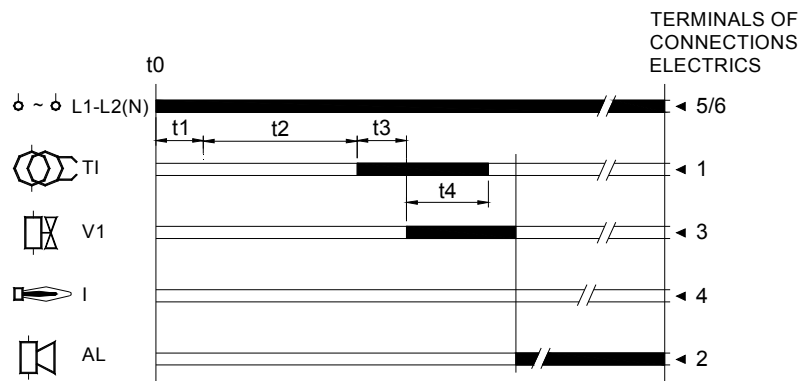 TERMINALS OF
CONNECTIONS
ELECTRICS
t0
L1-L2(N)
5/6
t1
t2
t3
TI
1
t4
V1
3
I
4
AL
2